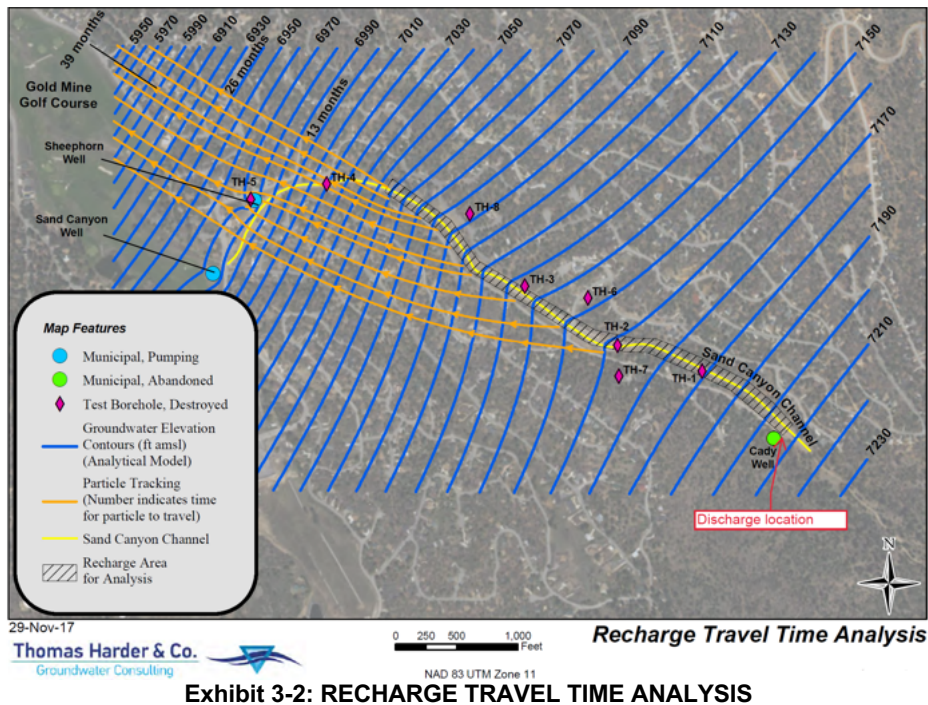 5950
5970
5990
6910
6930
6950
6970
6990
7010
7030
7050
7070
7090
7110
7130
7150
39 months
26 months
13 months
Gold Mine
Golf Course
7170
Sheephorn
Well
TH-5
TH-4
TH-8
Sand Canyon
Well
7190
TH-3
TH-6
TH-2
7210
TH-7
TH-1
Sand Canyon Channel
7230
Cady
Well
Discharge location
Map Features
Municipal, Pumping
Municipal, Abandoned
Test Borehole, Destroyed
Groundwater Elevation
Contours (ft amsl)
(Analytical Model)
Particle Tracking
(Number indicates time
for particle to travel)
Sand Canyon Channel
Recharge Area
for Analysis
N
29-Nov-17
Thomas Harder & Co.
Groundwater Consulting
0 250 500 1,000
Feet
NAD 83 UTM Zone 11
Recharge Travel Time Analysis
Exhibit 3-2: RECHARGE TRAVEL TIME ANALYSIS